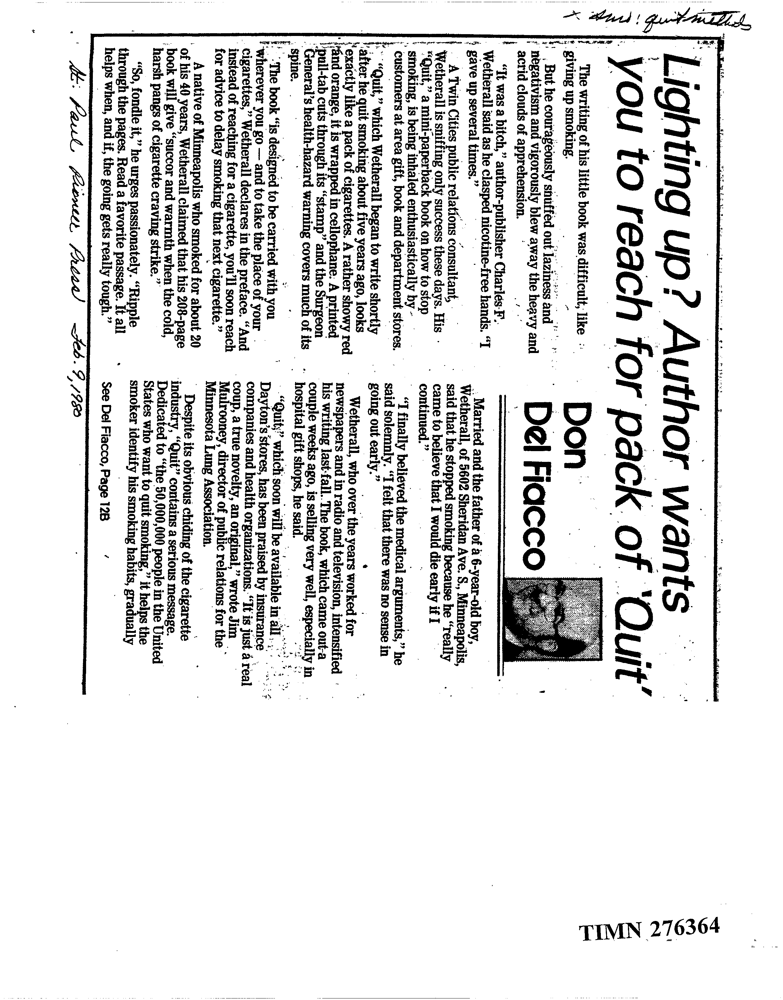 x smo: quit methods
Lighting up? Author wants
you to reach for pack of 'Quit'
Don
Del Fiacco
The writing of his little book was difficult, like
giving up smoking.
But he courageously snuffed out laziness and
negativism and vigorously blew away the heavy and
acrid clouds of apprehension.
"It was a bitch," author-publisher Charles F.
Wetherall said as he clasped nicotine-free hands. "I
gave up several times."
A Twin Cities public relations consultant,
Wetherall is sniffing only success these days. His
"Quit," a mini-paperback book on how to stop
smoking, is being inhaled enthusiastically by
customers at area gift, book and department stores.
"Quit," which Wetherall began to write shortly
after he quit smoking about five years ago, looks
exactly like a pack of cigarettes. A rather showy red
and orange, it is wrapped in cellophane. A printed
pull-tab cuts through its "stamp" and the Surgeon
General's health-hazard warning covers much of its
spine.
The book "is designed to be carried with you
wherever you go — and to take the place of your
cigarettes," Wetherall declares in the preface. "And
instead of reaching for a cigarette, you'll soon reach
for advice to delay smoking that next cigarette."
A native of Minneapolis who smoked for about 20
of his 40 years, Wetherall claimed that his 208-page
book will give "succor and warmth when the cold,
harsh pangs of cigarette craving strike."
"So, fondle it," he urges passionately. "Ripple
through the pages. Read a favorite passage. It all
helps when, and if, the going gets really tough."
Married and the father of a 6-year-old boy,
Wetherall, of 5602 Sheridan Ave. S., Minneapolis,
said that he stopped smoking because he "really
came to believe that I would die early if I
continued."
"I finally believed the medical arguments," he
said solemnly. "I felt that there was no sense in
going out early."
Wetherall, who over the years worked for
newspapers and in radio and television, intensified
his writing last fall. The book, which came out a
couple weeks ago, is selling very well, especially in
hospital gift shops, he said.
"Quit," which soon will be available in all
Dayton's stores, has been praised by insurance
companies and health organizations. "It is just a real
coup, a true novelty, an original," wrote Jim
Mulrooney, director of public relations for the
Minnesota Lung Association.
Despite its obvious chiding of the cigarette
industry, "Quit" contains a serious message.
Dedicated to "the 50,000,000 people in the United
States who want to quit smoking," it helps the
smoker identify his smoking habits, gradually
See Del Fiacco, Page 12B
St. Paul Pioneer Press Feb. 9, 1980
TIMN 276364